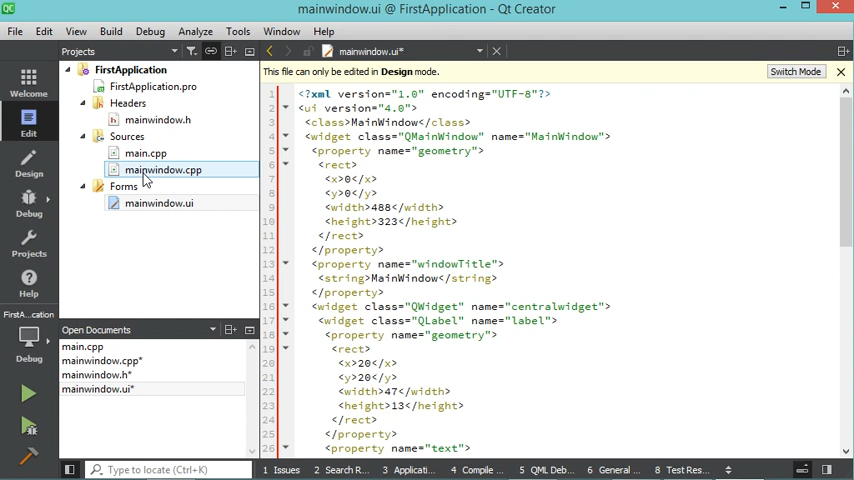 QC
mainwindow.ui @ FirstApplication - Qt Creator
File Edit View Build Debug Analyze Tools Window Help
Projects
mainwindow.ui*
Welcome
Edit
Design
Debug
Projects
Help
FirstA...cation
Debug
FirstApplication
FirstApplication.pro
Headers
mainwindow.h
Sources
main.cpp
mainwindow.cpp
Forms
mainwindow.ui
Open Documents
main.cpp
mainwindow.cpp*
mainwindow.h*
mainwindow.ui*
This file can only be edited in Design mode.
Switch Mode
1 <?xml version="1.0" encoding="UTF-8"?>
2 <ui version="4.0">
3 <class>MainWindow</class>
4 <widget class="QMainWindow" name="MainWindow">
5 <property name="geometry">
6 <rect>
7 <x>0</x>
8 <y>0</y>
9 <width>488</width>
10 <height>323</height>
11 </rect>
12 </property>
13 <property name="windowTitle">
14 <string>MainWindow</string>
15 </property>
16 <widget class="QWidget" name="centralwidget">
17 <widget class="QLabel" name="label">
18 <property name="geometry">
19 <rect>
20 <x>20</x>
21 <y>20</y>
22 <width>47</width>
23 <height>13</height>
24 </rect>
25 </property>
26 <property name="text">
Type to locate (Ctrl+K)
1 Issues 2 Search R... 3 Applicati... 4 Compile ... 5 QML Deb... 6 General ... 8 Test Res...